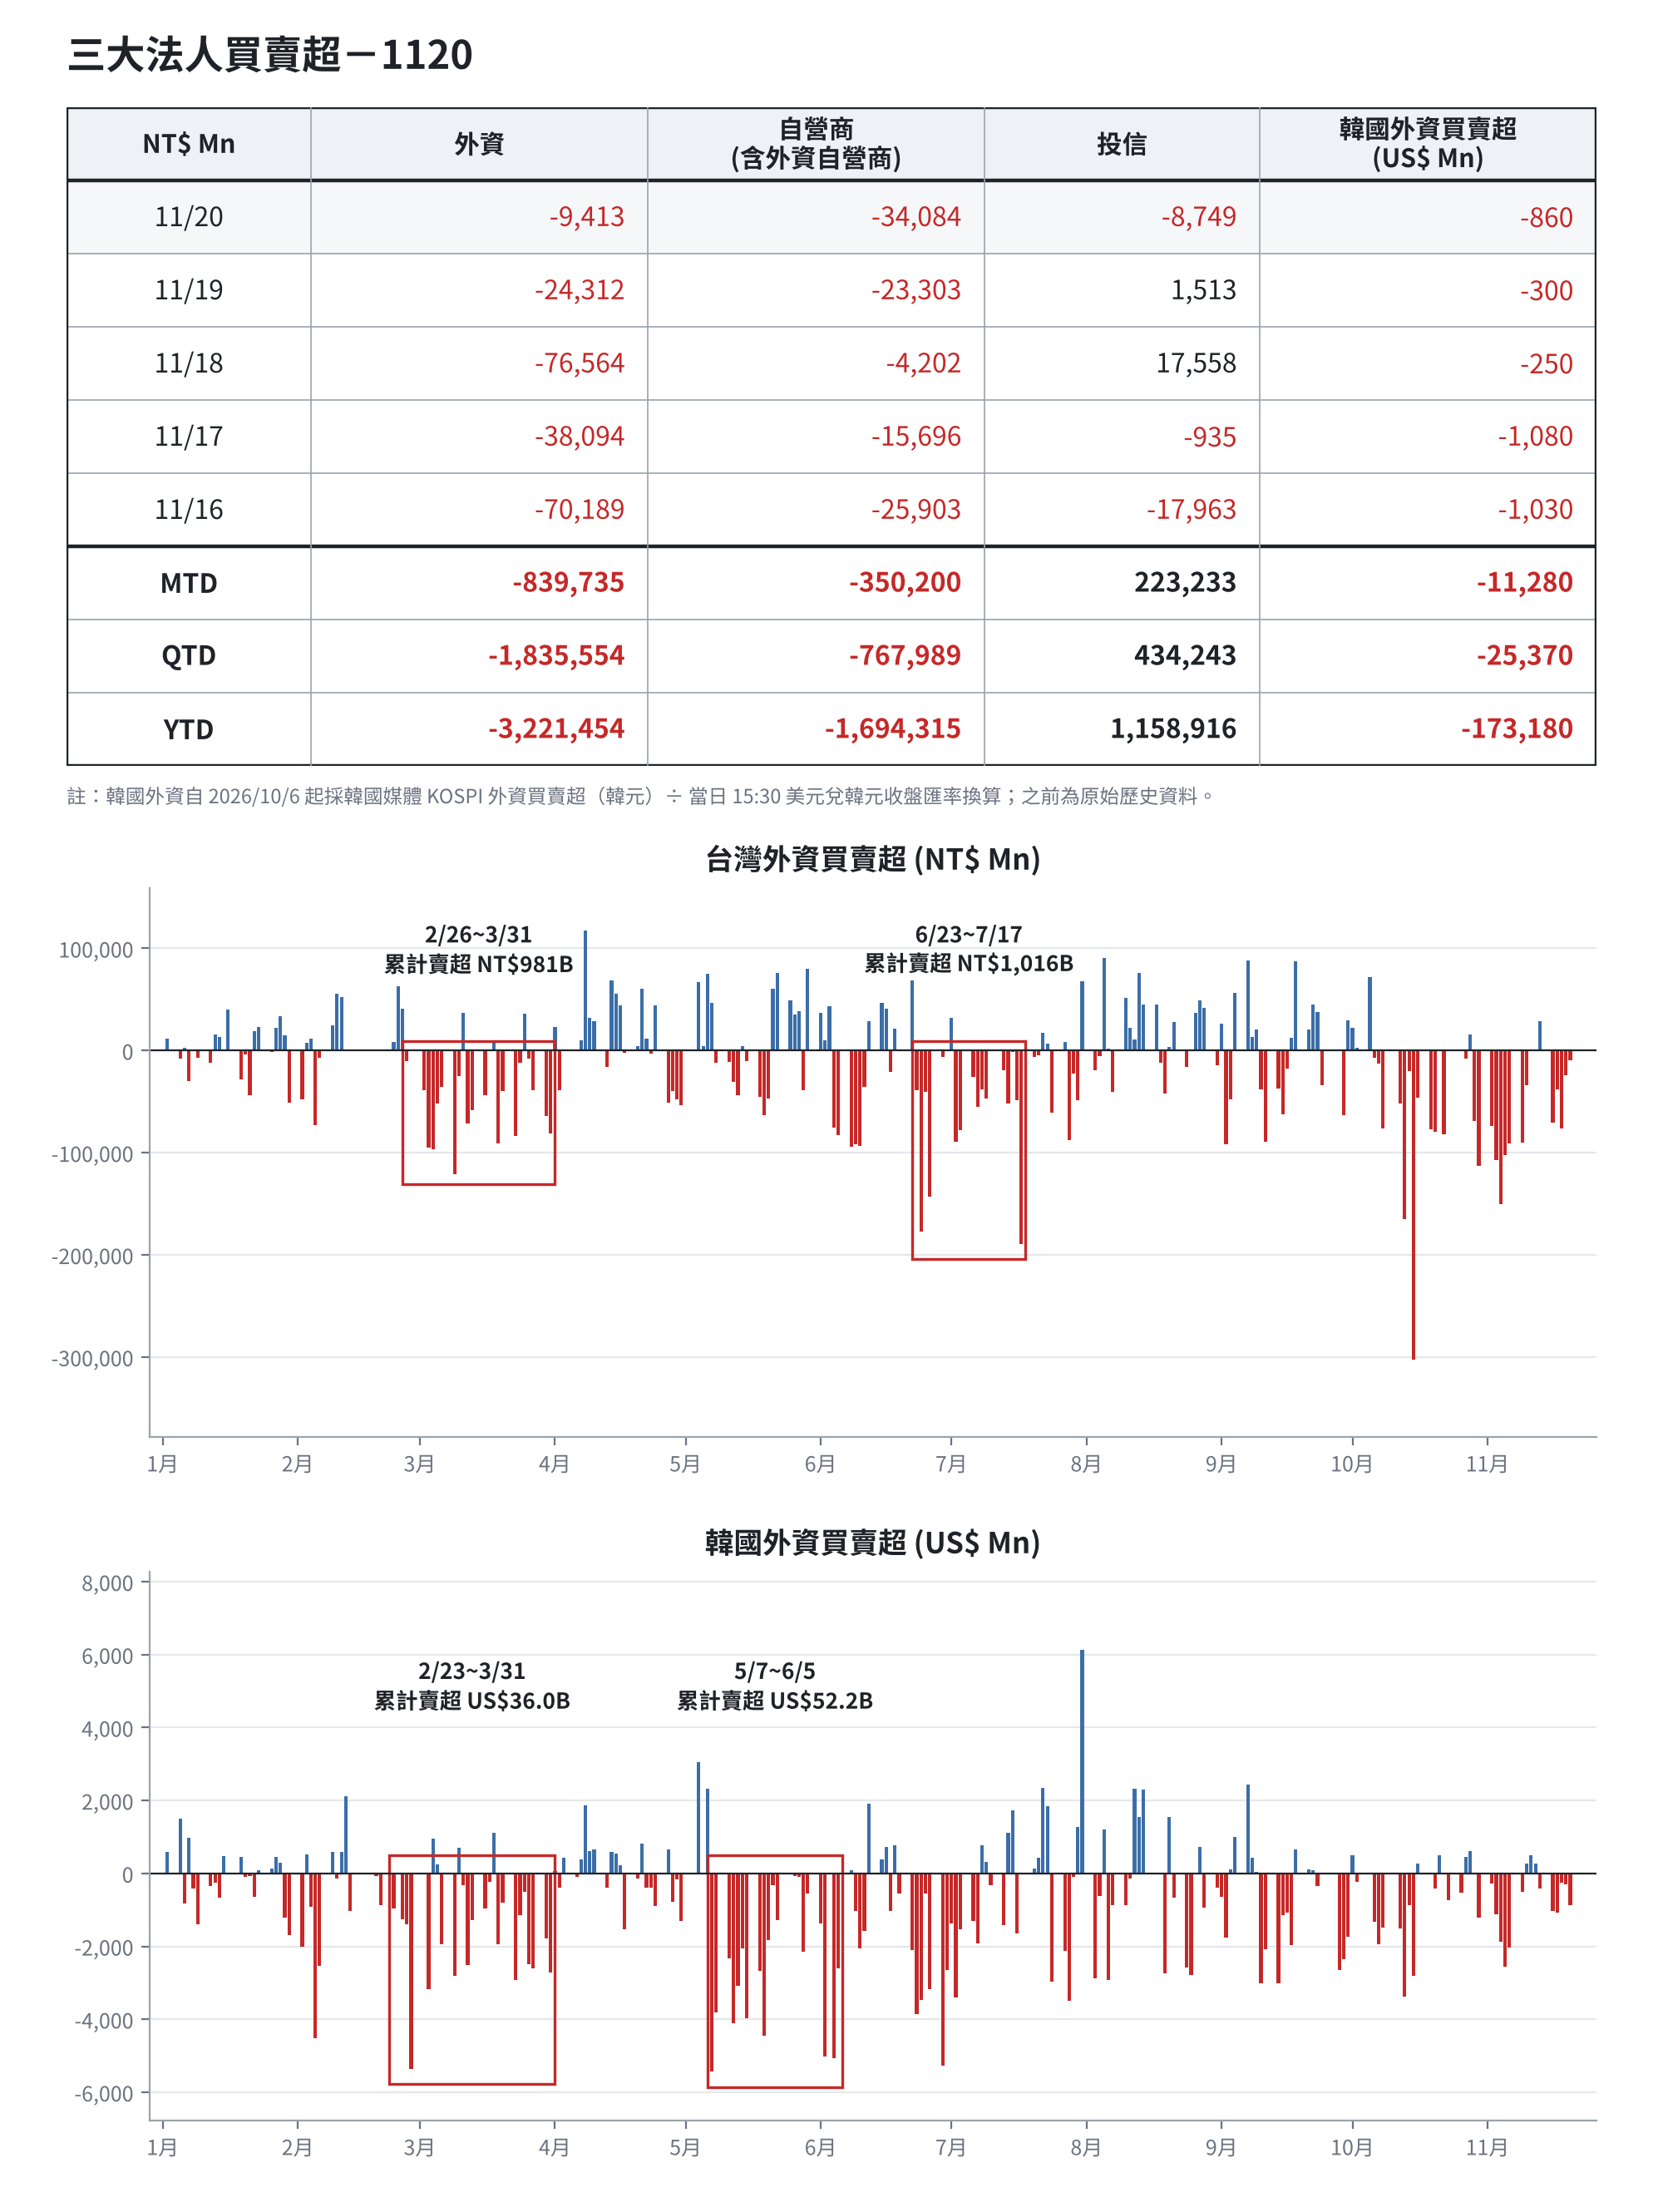 三大法人買賣超－1120
NT$ Mn
外資
自營商
(含外資自營商)
投信
韓國外資買賣超
(US$ Mn)
11/20 -9,413 -34,084 -8,749 -860
11/19 -24,312 -23,303 1,513 -300
11/18 -76,564 -4,202 17,558 -250
11/17 -38,094 -15,696 -935 -1,080
11/16 -70,189 -25,903 -17,963 -1,030
MTD -839,735 -350,200 223,233 -11,280
QTD -1,835,554 -767,989 434,243 -25,370
YTD -3,221,454 -1,694,315 1,158,916 -173,180
註：韓國外資自 2026/10/6 起採韓國媒體 KOSPI 外資買賣超（韓元）÷ 當日 15:30 美元兌韓元收盤匯率換算；之前為原始歷史資料。
台灣外資買賣超 (NT$ Mn)
2/26~3/31
累計賣超 NT$981B
6/23~7/17
累計賣超 NT$1,016B
100,000
0
-100,000
-200,000
-300,000
1月 2月 3月 4月 5月 6月 7月 8月 9月 10月 11月
韓國外資買賣超 (US$ Mn)
2/23~3/31
累計賣超 US$36.0B
5/7~6/5
累計賣超 US$52.2B
8,000
6,000
4,000
2,000
0
-2,000
-4,000
-6,000
1月 2月 3月 4月 5月 6月 7月 8月 9月 10月 11月